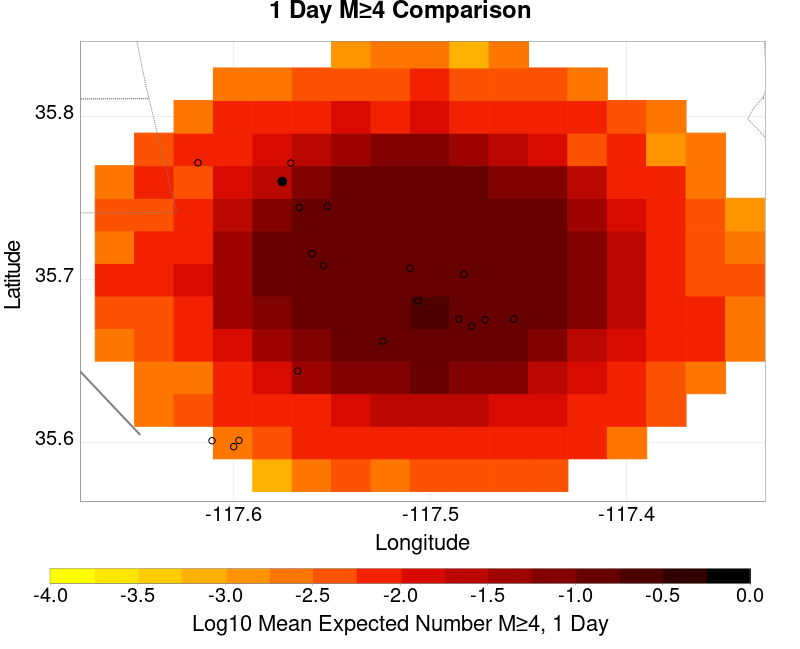 1 Day M≥4 Comparison
35.8
35.7
35.6
Latitude
-117.6 -117.5 -117.4
Longitude
-4.0 -3.5 -3.0 -2.5 -2.0 -1.5 -1.0 -0.5 0.0
Log10 Mean Expected Number M≥4, 1 Day